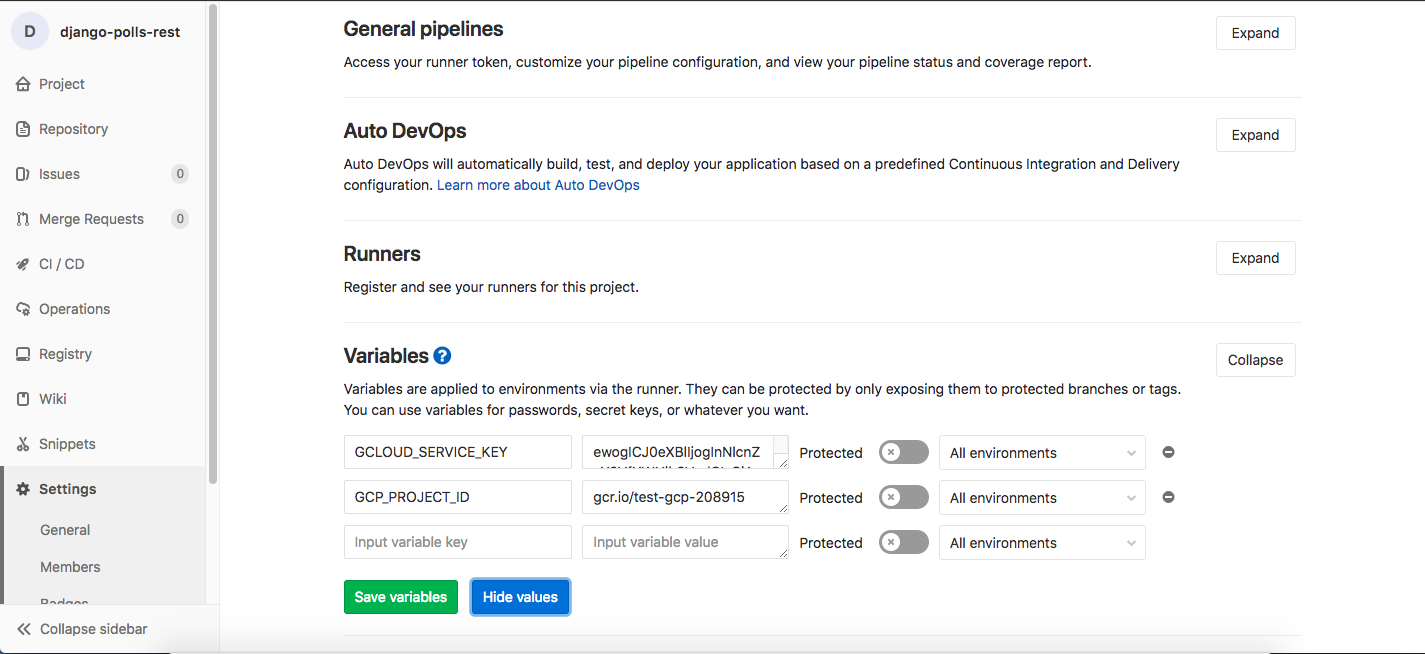 D django-polls-rest
Project
Repository
Issues 0
Merge Requests 0
CI / CD
Operations
Registry
Wiki
Snippets
Settings
General
Members
Badges
Collapse sidebar
General pipelines
Expand
Access your runner token, customize your pipeline configuration, and view your pipeline status and coverage report.
Auto DevOps
Expand
Auto DevOps will automatically build, test, and deploy your application based on a predefined Continuous Integration and Delivery
configuration. Learn more about Auto DevOps
Runners
Expand
Register and see your runners for this project.
Variables ?
Collapse
Variables are applied to environments via the runner. They can be protected by only exposing them to protected branches or tags.
You can use variables for passwords, secret keys, or whatever you want.
GCLOUD_SERVICE_KEY Protected All environments
GCP_PROJECT_ID gcr.io/test-gcp-208915 Protected All environments
Input variable key Input variable value Protected All environments
Save variables Hide values